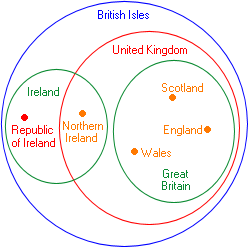 British Isles
United Kingdom
Ireland
Scotland
Republic
of Ireland
Northern
Ireland
England
Wales
Great
Britain